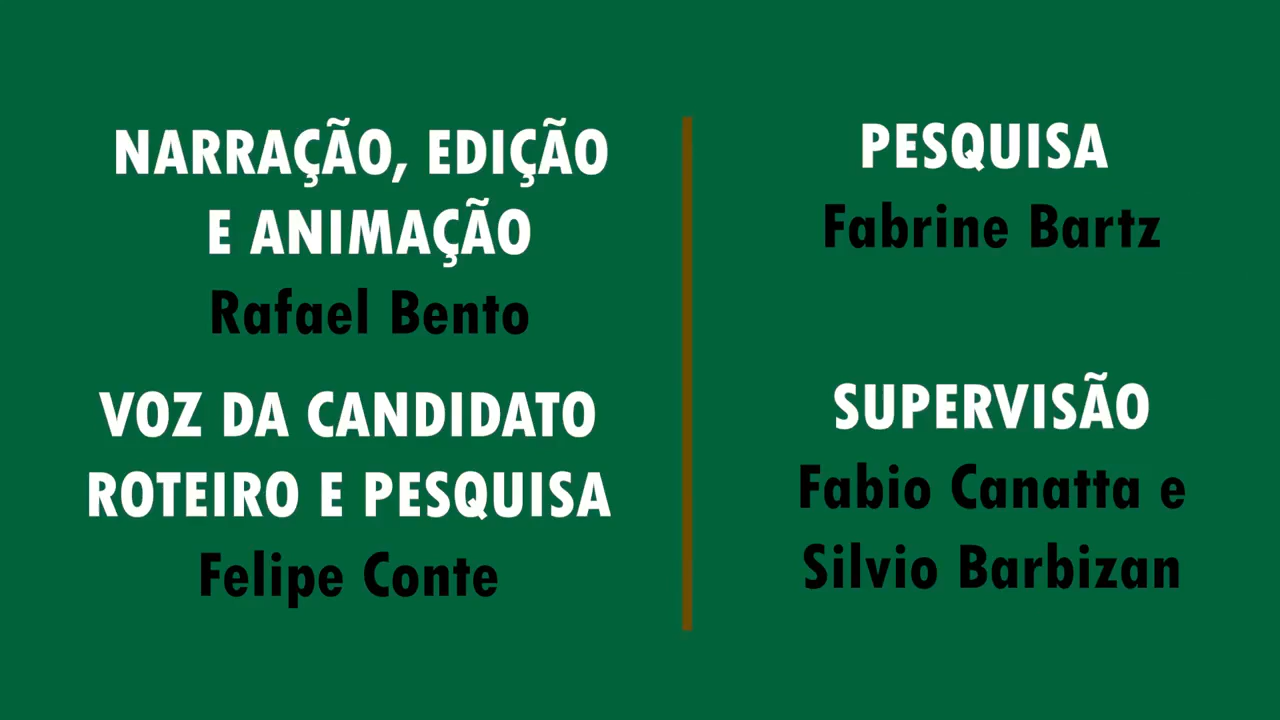 NARRAÇÃO, EDIÇÃO
E ANIMAÇÃO
Rafael Bento
VOZ DA CANDIDATO
ROTEIRO E PESQUISA
Felipe Conte
PESQUISA
Fabrine Bartz
SUPERVISÃO
Fabio Canatta e
Silvio Barbizan